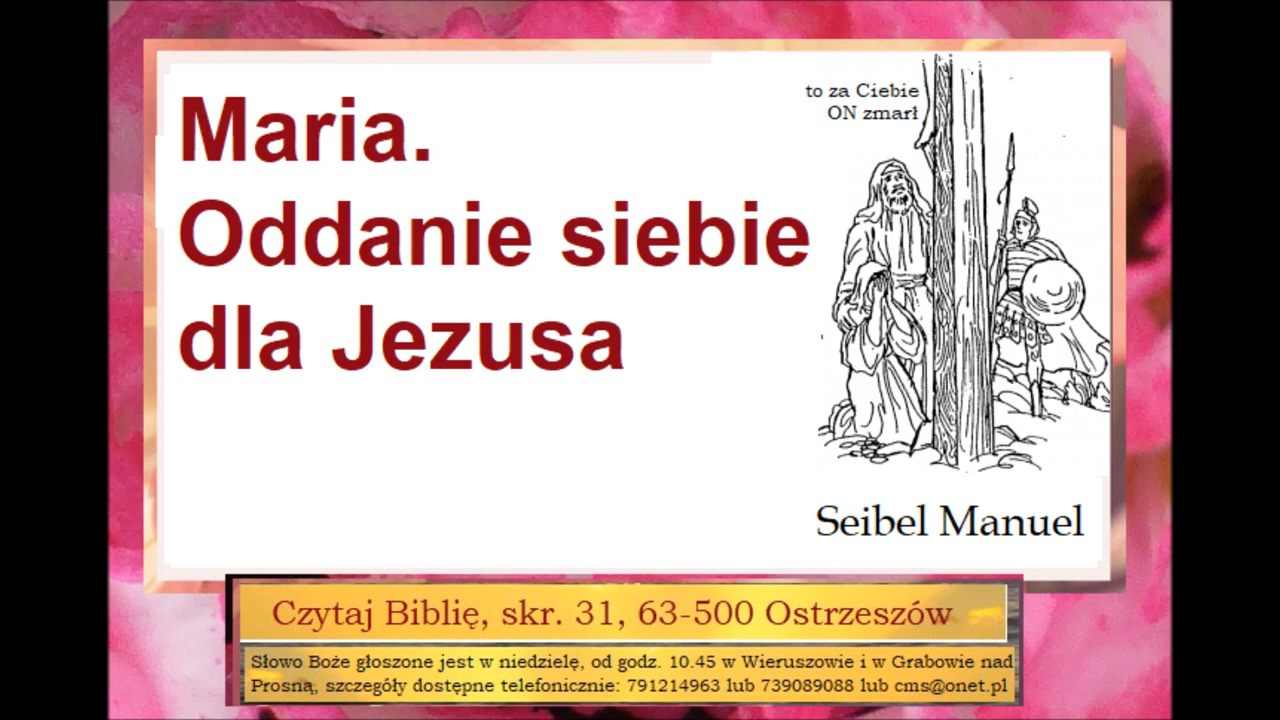 Maria.
Oddanie siebie
dla Jezusa
to za Ciebie
ON zmarł
Seibel Manuel
Czytaj Biblię, skr. 31, 63-500 Ostrzeszów
Słowo Boże głoszone jest w niedzielę, od godz. 10.45 w Wieruszowie i w Grabowie nad
Prosną, szczegóły dostępne telefonicznie: 791214963 lub 739089088 lub cms@onet.pl